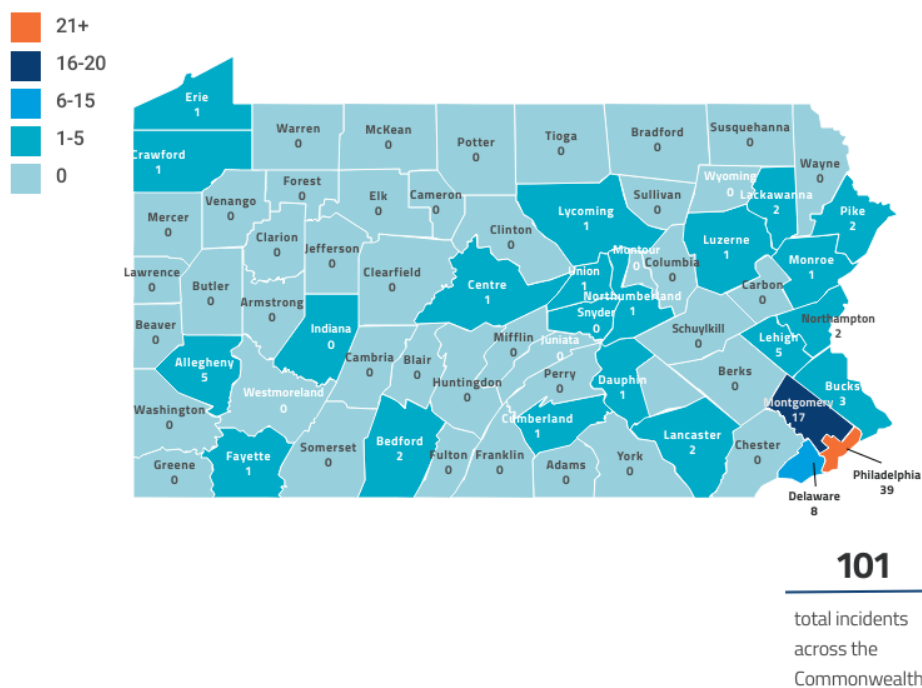 21+
16-20
6-15
1-5
0
Erie
1
Crawford
1
Warren
0
McKean
0
Potter
0
Tioga
0
Bradford
0
Susquehanna
0
Wayne
0
Wyoming
0
Lackawanna
2
Pike
2
Mercer
0
Venango
0
Forest
0
Elk
0
Cameron
0
Clinton
0
Lycoming
1
Sullivan
0
Luzerne
1
Monroe
1
Clarion
0
Jefferson
0
Clearfield
0
Centre
1
Union
1
Montour
0
Columbia
0
Carbon
0
Northampton
2
Lawrence
0
Butler
0
Armstrong
0
Indiana
0
Snyder
0
Northumberland
1
Schuylkill
0
Lehigh
5
Beaver
0
Allegheny
5
Cambria
0
Blair
0
Huntingdon
0
Mifflin
0
Juniata
0
Perry
0
Dauphin
1
Berks
0
Montgomery
17
Bucks
3
Washington
0
Westmoreland
0
Greene
0
Fayette
1
Somerset
0
Bedford
2
Fulton
0
Franklin
0
Cumberland
1
Adams
0
York
0
Lancaster
2
Chester
0
Delaware
8
Philadelphia
39
101
total incidents
across the
Commonwealth